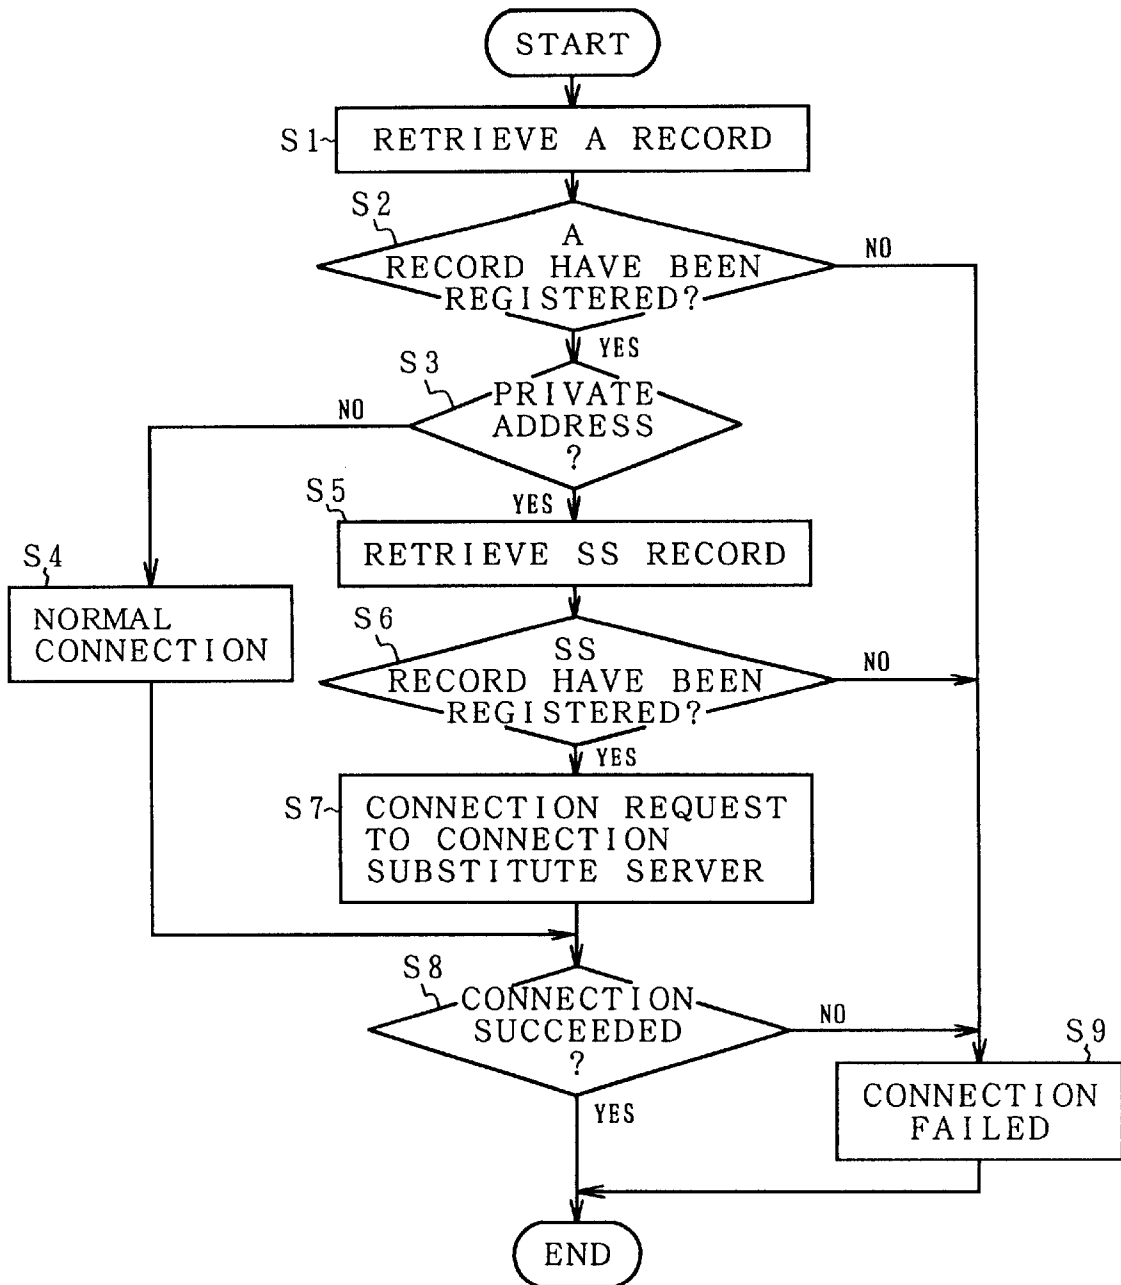 START
S1
RETRIEVE A RECORD
S2
A
RECORD HAVE BEEN
REGISTERED?
NO
YES
S3
PRIVATE
ADDRESS
?
NO
YES
S5
RETRIEVE SS RECORD
S4
NORMAL
CONNECTION
S6
SS
RECORD HAVE BEEN
REGISTERED?
NO
YES
S7
CONNECTION REQUEST
TO CONNECTION
SUBSTITUTE SERVER
S8
CONNECTION
SUCCEEDED
?
NO
YES
S9
CONNECTION
FAILED
END